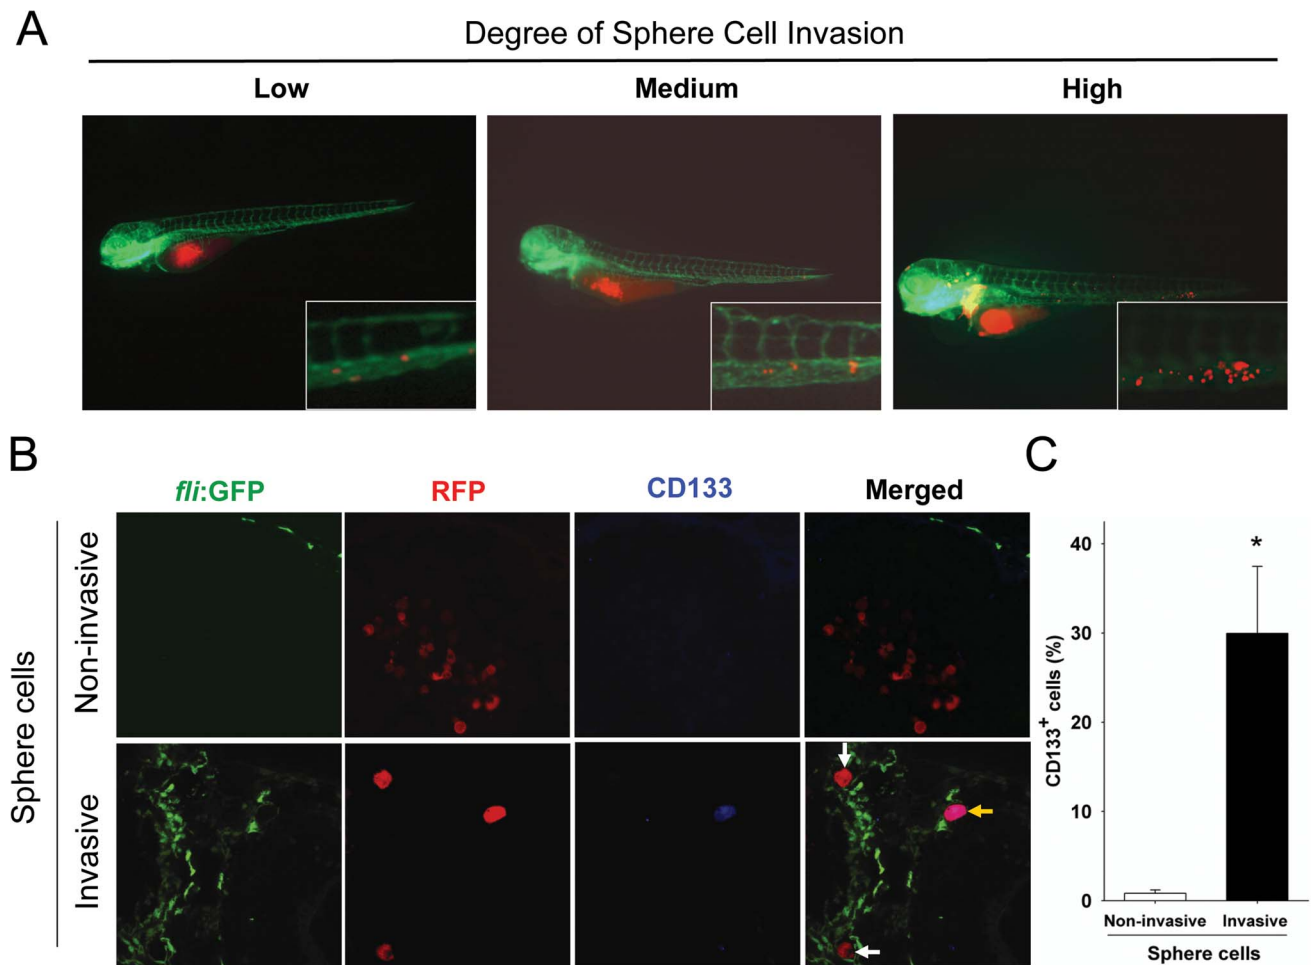 A
Degree of Sphere Cell Invasion
Low Medium High
B
fli:GFP RFP CD133 Merged
Sphere cells
Non-invasive
Invasive
C
CD133+ cells (%)
40
30
20
10
0
*
Non-invasive Invasive
Sphere cells